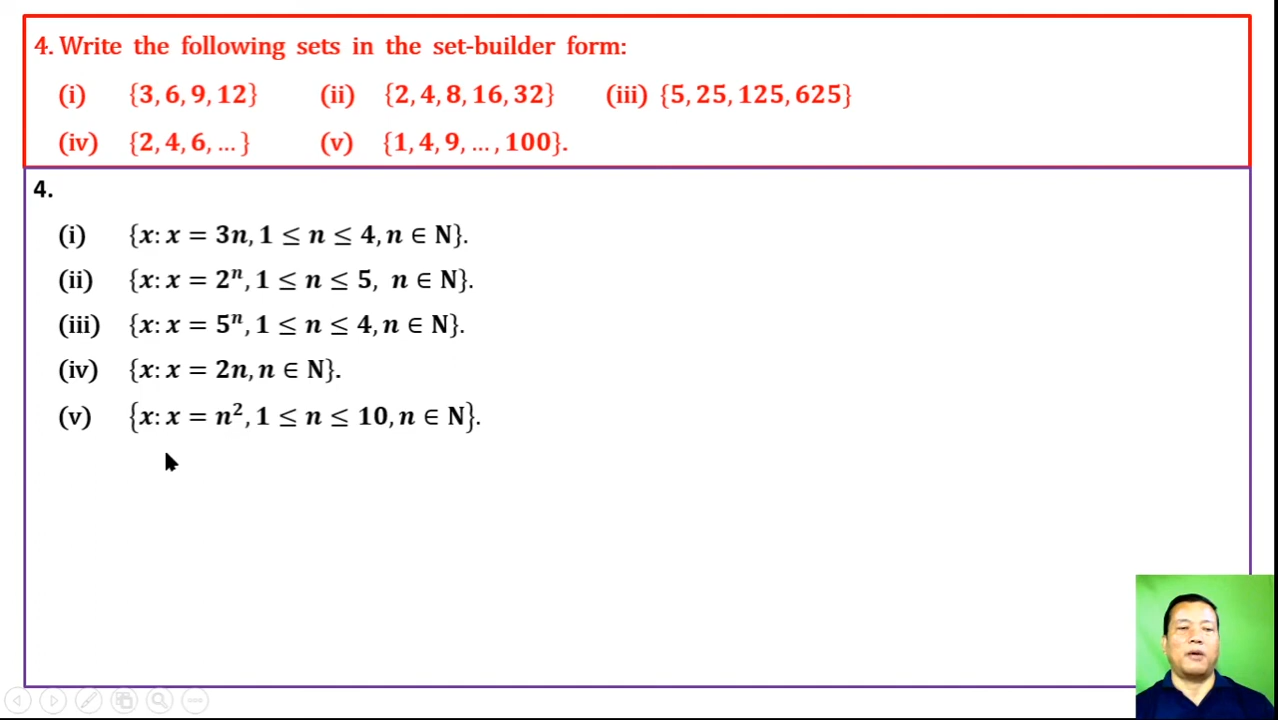 4. Write the following sets in the set-builder form:
(i) {3, 6, 9, 12} (ii) {2, 4, 8, 16, 32} (iii) {5, 25, 125, 625}
(iv) {2, 4, 6, … } (v) {1, 4, 9, … , 100}.
4.
(i) {x: x = 3n, 1 ≤ n ≤ 4, n ∈ N}.
(ii) {x: x = 2ⁿ, 1 ≤ n ≤ 5, n ∈ N}.
(iii) {x: x = 5ⁿ, 1 ≤ n ≤ 4, n ∈ N}.
(iv) {x: x = 2n, n ∈ N}.
(v) {x: x = n², 1 ≤ n ≤ 10, n ∈ N}.